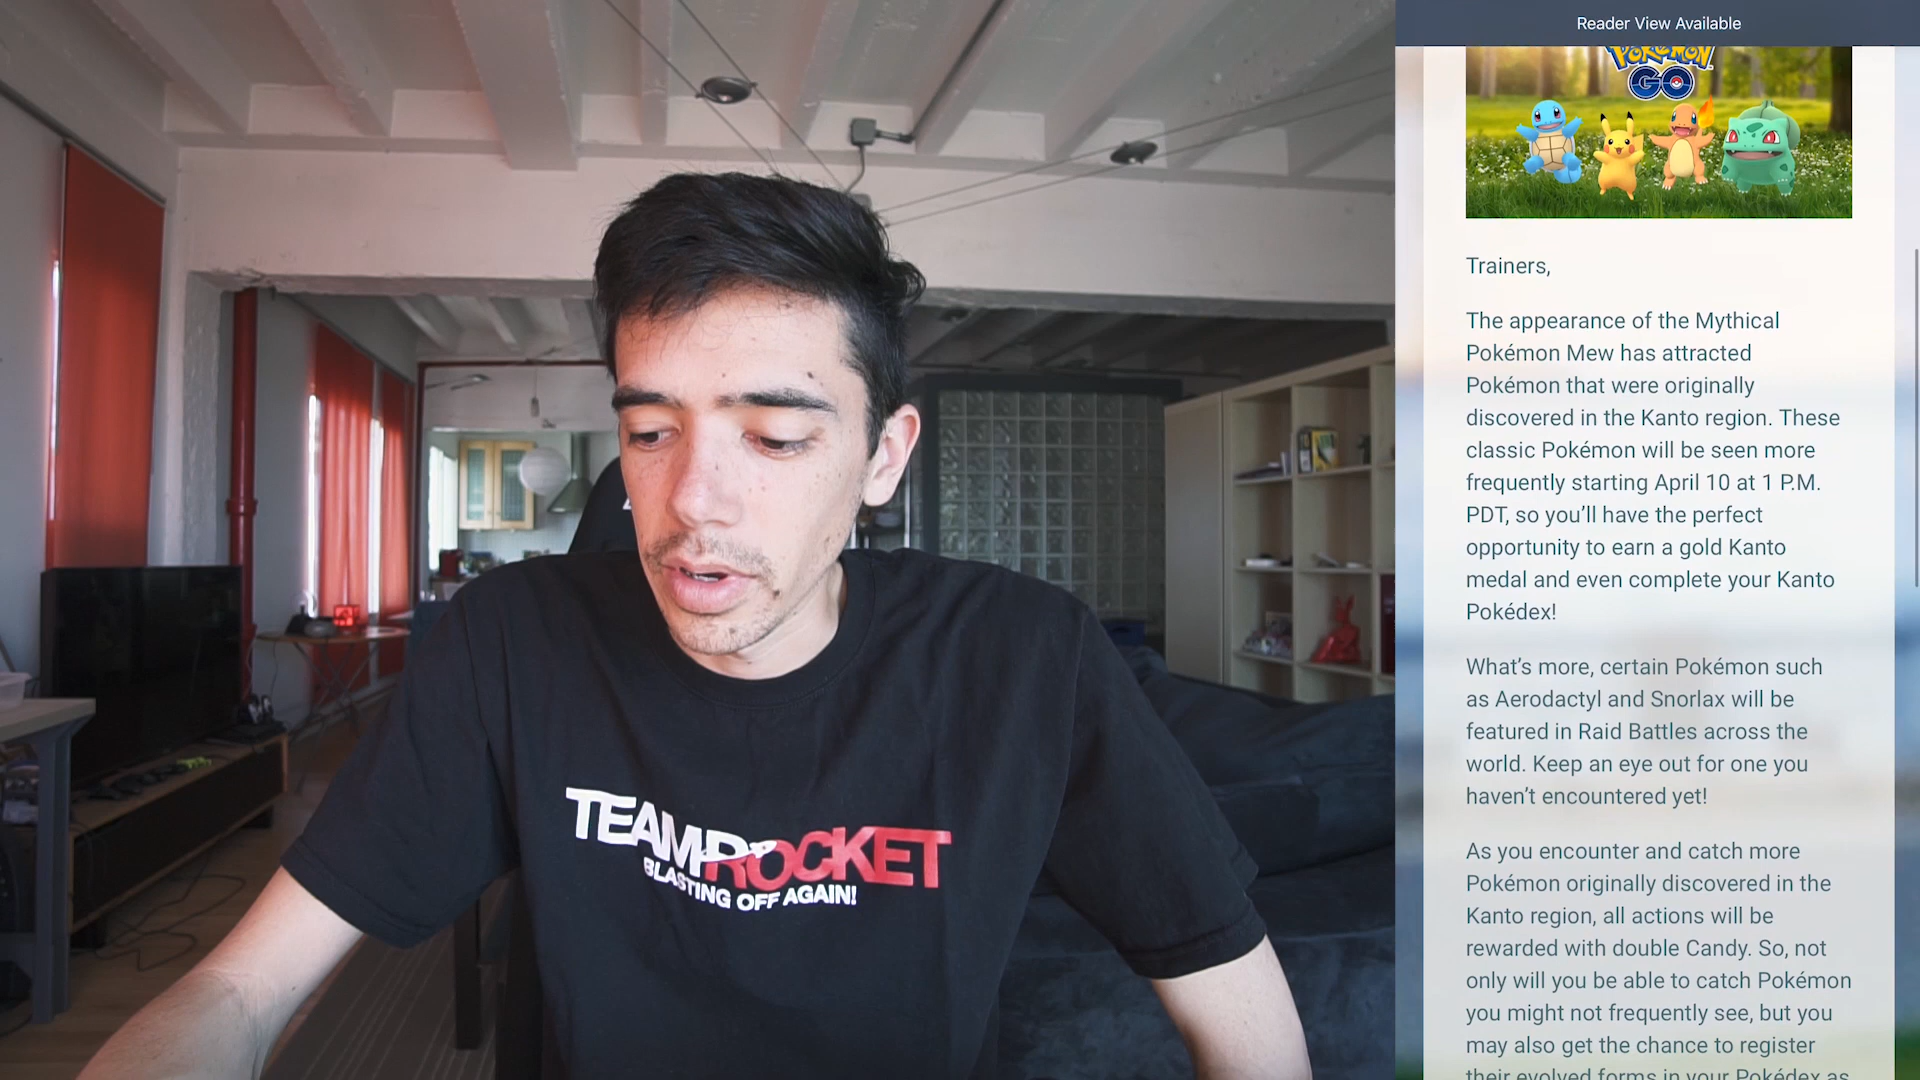 Reader View Available
POKÉMON
GO
Trainers,
The appearance of the Mythical
Pokémon Mew has attracted
Pokémon that were originally
discovered in the Kanto region. These
classic Pokémon will be seen more
frequently starting April 10 at 1 P.M.
PDT, so you’ll have the perfect
opportunity to earn a gold Kanto
medal and even complete your Kanto
Pokédex!
What’s more, certain Pokémon such
as Aerodactyl and Snorlax will be
featured in Raid Battles across the
world. Keep an eye out for one you
haven’t encountered yet!
As you encounter and catch more
Pokémon originally discovered in the
Kanto region, all actions will be
rewarded with double Candy. So, not
only will you be able to catch Pokémon
you might not frequently see, but you
may also get the chance to register
their evolved forms in your Pokédex as
TEAM ROCKET
BLASTING OFF AGAIN!